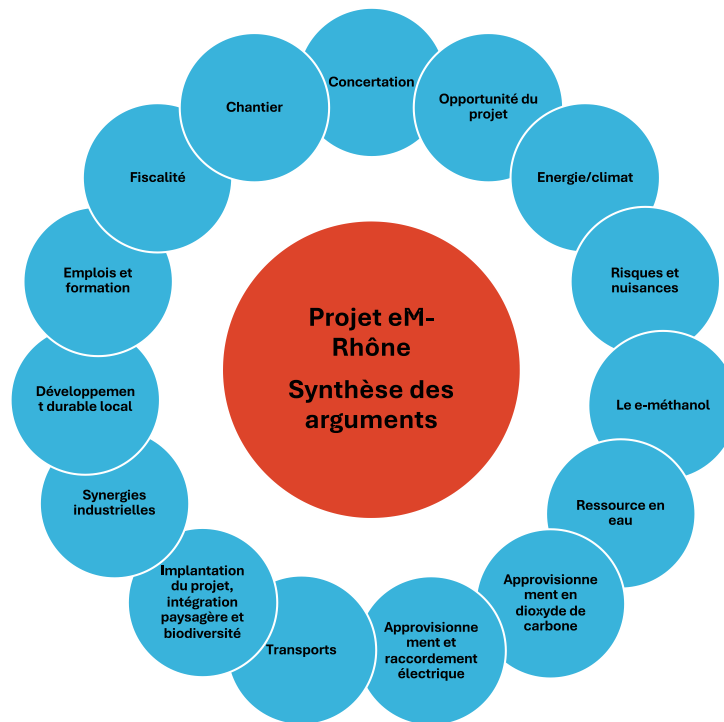 Concertation
Opportunité du
projet
Energie/climat
Risques et
nuisances
Le e-méthanol
Ressource en
eau
Approvisionne
ment en
dioxyde de
carbone
Approvisionne
ment et
raccordement
électrique
Transports
Implantation
du projet,
intégration
paysagère et
biodiversité
Synergies
industrielles
Développemen
t durable local
Emplois et
formation
Fiscalité
Chantier
Projet eM-
Rhône
Synthèse des
arguments